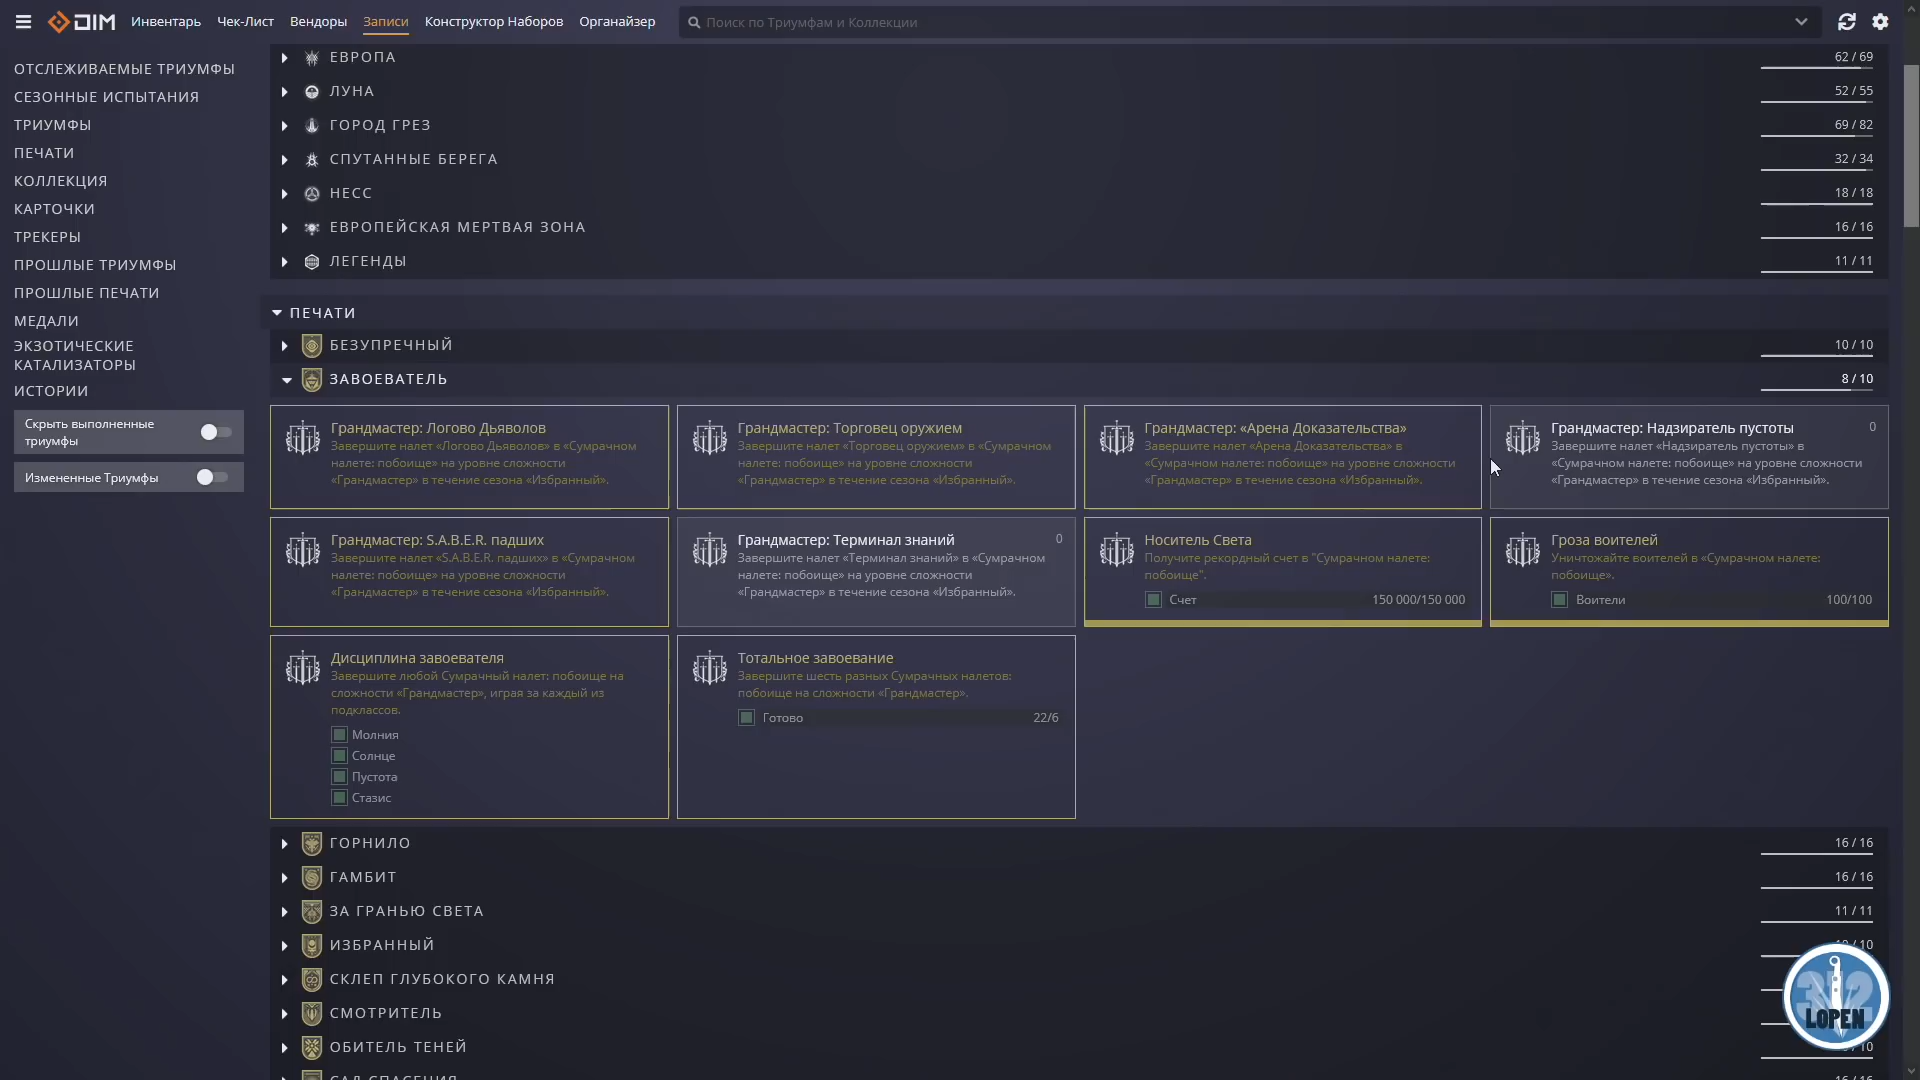 DIM Инвентарь Чек-Лист Вендоры Записи Конструктор Наборов Органайзер Поиск по Триумфам и Коллекции
ОТСЛЕЖИВАЕМЫЕ ТРИУМФЫ
СЕЗОННЫЕ ИСПЫТАНИЯ
ТРИУМФЫ
ПЕЧАТИ
КОЛЛЕКЦИЯ
КАРТОЧКИ
ТРЕКЕРЫ
ПРОШЛЫЕ ТРИУМФЫ
ПРОШЛЫЕ ПЕЧАТИ
МЕДАЛИ
ЭКЗОТИЧЕСКИЕ
КАТАЛИЗАТОРЫ
ИСТОРИИ
Скрыть выполненные
триумфы
Измененные Триумфы
ЕВРОПА 62 / 69
ЛУНА 52 / 55
ГОРОД ГРЕЗ 69 / 82
СПУТАННЫЕ БЕРЕГА 32 / 34
НЕСС 18 / 18
ЕВРОПЕЙСКАЯ МЕРТВАЯ ЗОНА 16 / 16
ЛЕГЕНДЫ 11 / 11
ПЕЧАТИ
БЕЗУПРЕЧНЫЙ 10 / 10
ЗАВОЕВАТЕЛЬ 8 / 10
Грандмастер: Логово Дьяволов
Завершите налет «Логово Дьяволов» в «Сумрачном
налете: побоище» на уровне сложности
«Грандмастер» в течение сезона «Избранный».
Грандмастер: Торговец оружием
Завершите налет «Торговец оружием» в «Сумрачном
налете: побоище» на уровне сложности
«Грандмастер» в течение сезона «Избранный».
Грандмастер: «Арена Доказательства»
Завершите налет «Арена Доказательства» в
«Сумрачном налете: побоище» на уровне сложности
«Грандмастер» в течение сезона «Избранный».
Грандмастер: Надзиратель пустоты 0
Завершите налет «Надзиратель пустоты» в
«Сумрачном налете: побоище» на уровне сложности
«Грандмастер» в течение сезона «Избранный».
Грандмастер: S.A.B.E.R. падших
Завершите налет «S.A.B.E.R. падших» в «Сумрачном
налете: побоище» на уровне сложности
«Грандмастер» в течение сезона «Избранный».
Грандмастер: Терминал знаний 0
Завершите налет «Терминал знаний» в «Сумрачном
налете: побоище» на уровне сложности
«Грандмастер» в течение сезона «Избранный».
Носитель Света
Получите рекордный счет в "Сумрачном налете:
побоище".
Счет 150 000/150 000
Гроза воителей
Уничтожайте воителей в «Сумрачном налете:
побоище».
Воители 100/100
Дисциплина завоевателя
Завершите любой Сумрачный налет: побоище на
сложности «Грандмастер», играя за каждый из
подклассов.
Молния
Солнце
Пустота
Стазис
Тотальное завоевание
Завершите шесть разных Сумрачных налетов:
побоище на сложности «Грандмастер».
Готово 22/6
ГОРНИЛО 16 / 16
ГАМБИТ 16 / 16
ЗА ГРАНЬЮ СВЕТА 11 / 11
ИЗБРАННЫЙ / 10
СКЛЕП ГЛУБОКОГО КАМНЯ
СМОТРИТЕЛЬ
ОБИТЕЛЬ ТЕНЕЙ 10
САД СПАСЕНИЯ 16 / 16
312
LOPEN